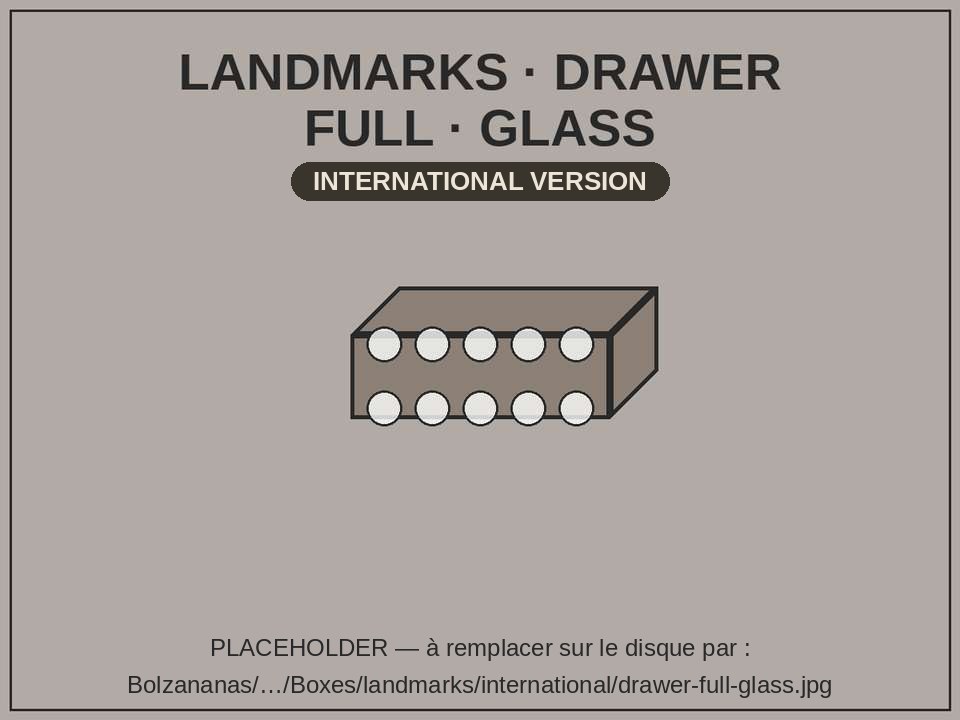 LANDMARKS · DRAWER
FULL · GLASS
INTERNATIONAL VERSION
PLACEHOLDER — à remplacer sur le disque par :
Bolzananas/…/Boxes/landmarks/international/drawer-full-glass.jpg